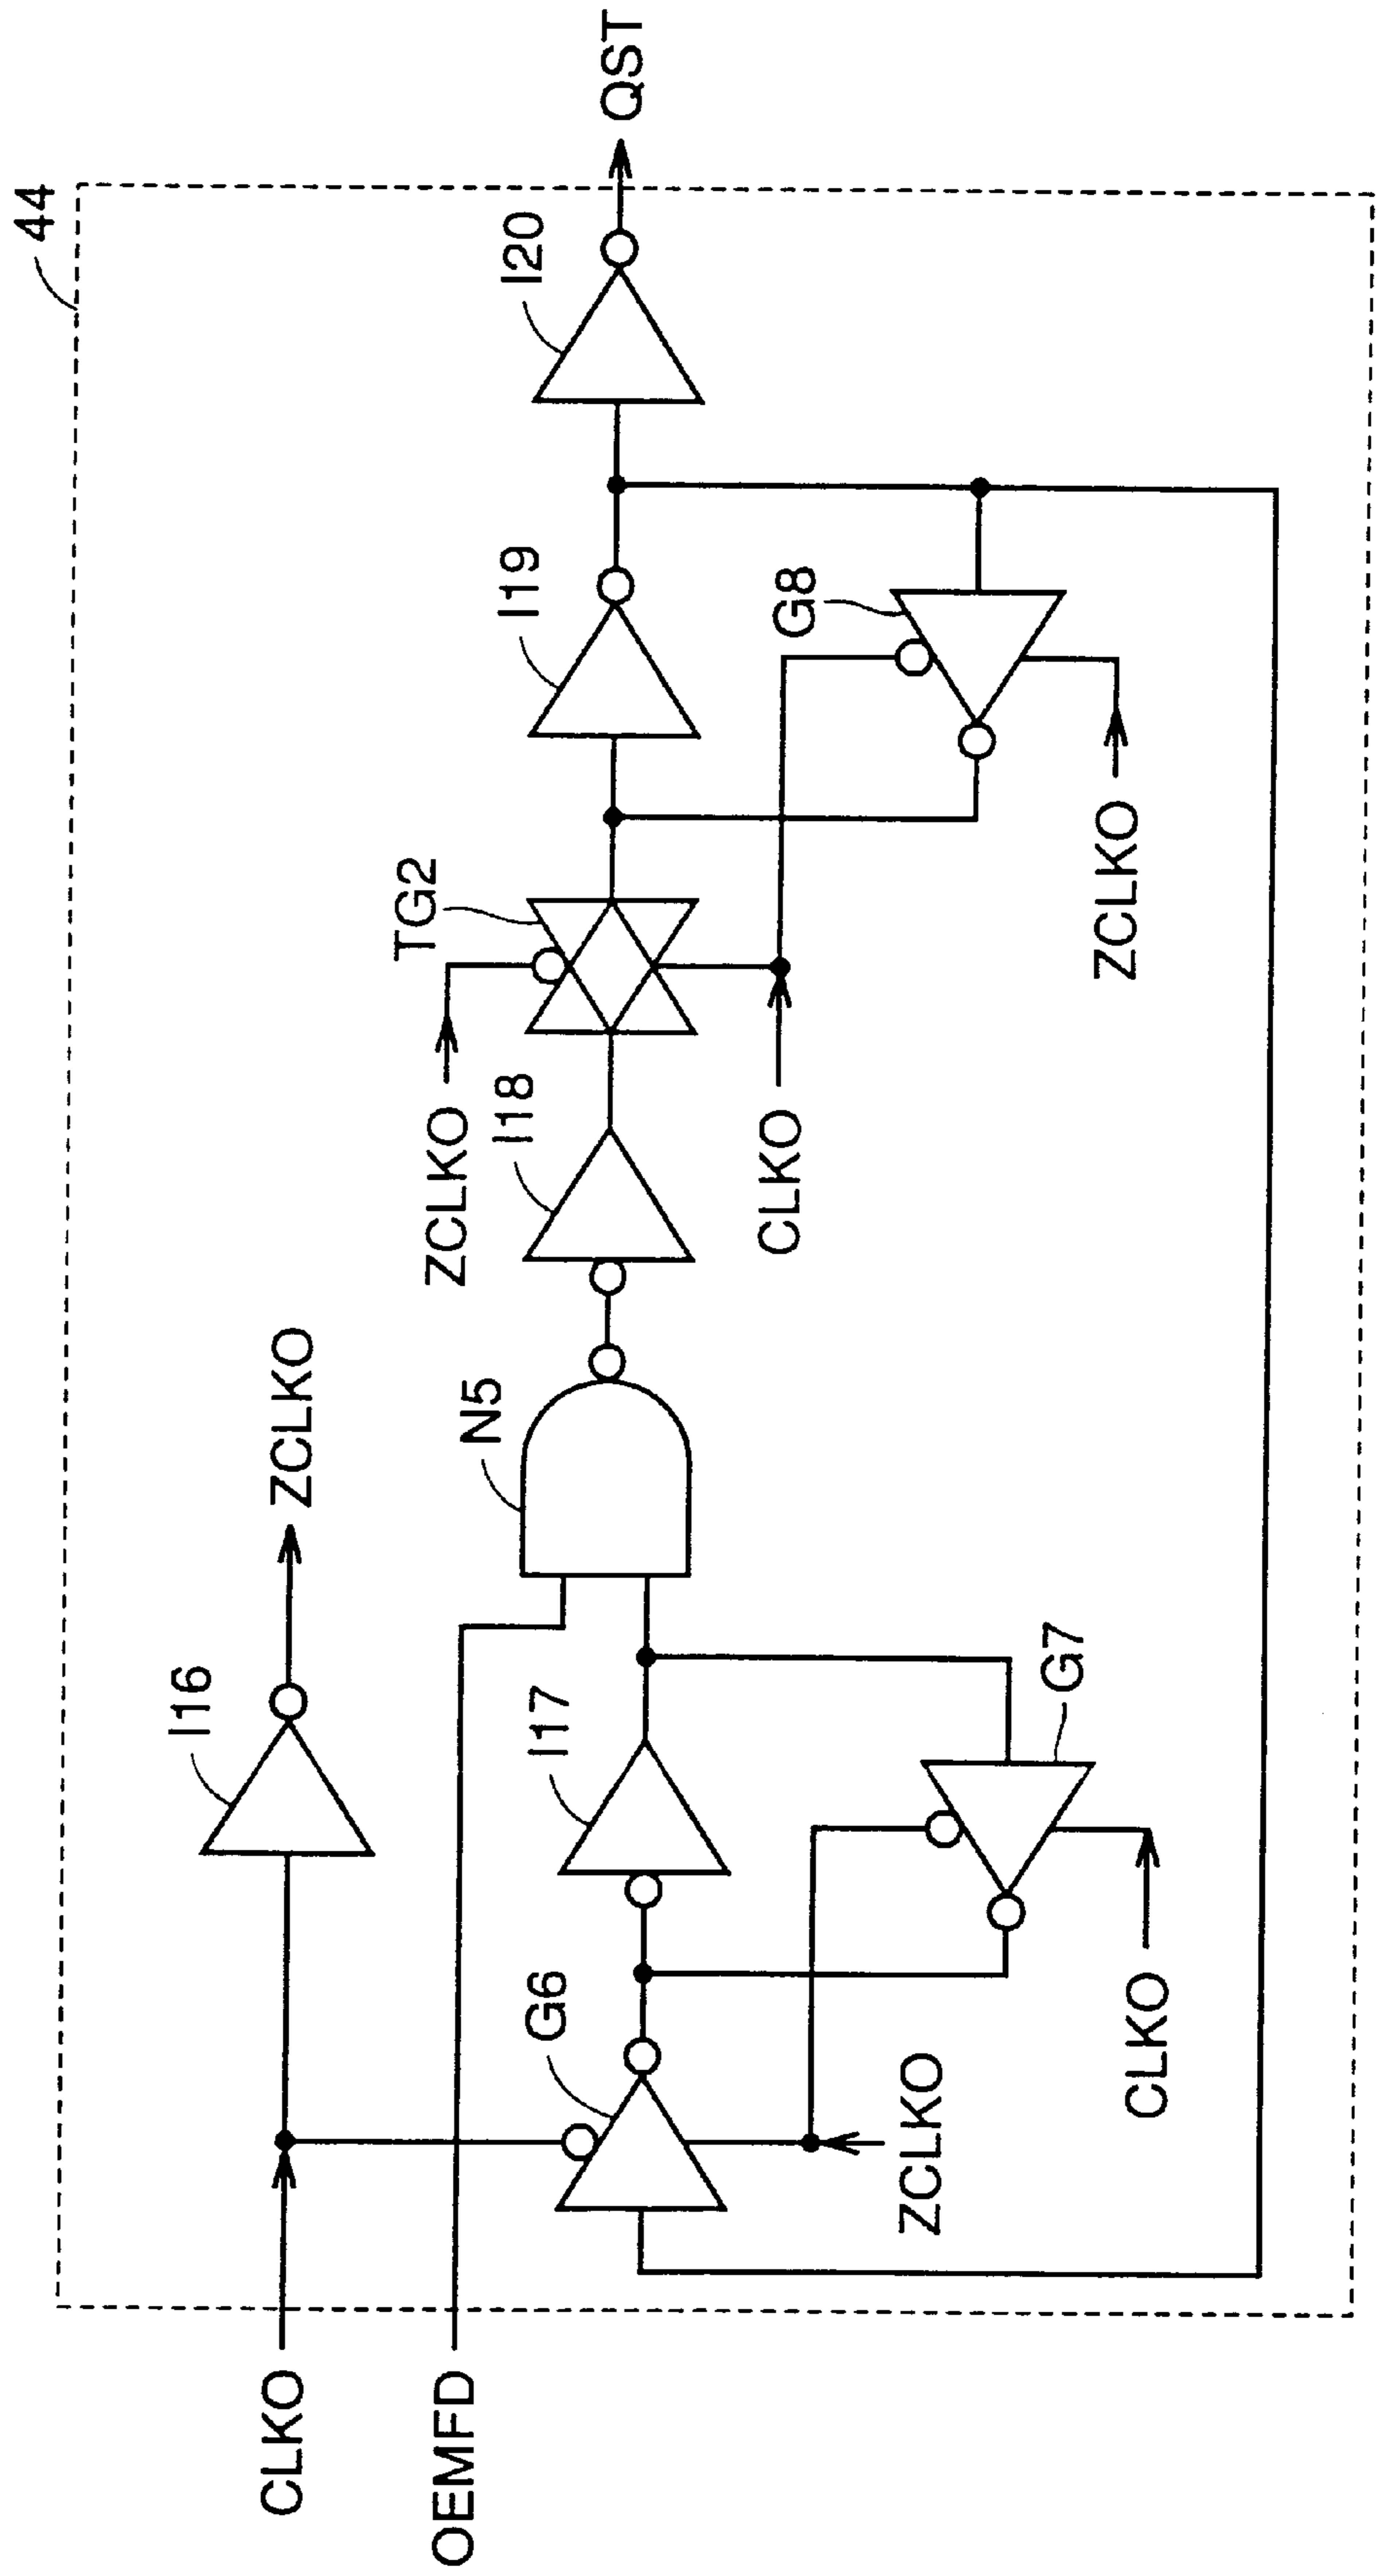 44
CLKO
I16
ZCLKO
OEMFD
G6
I17
N5
I18
ZCLKO
TG2
I19
I20
QST
ZCLKO
CLKO
G7
CLKO
G8
ZCLKO